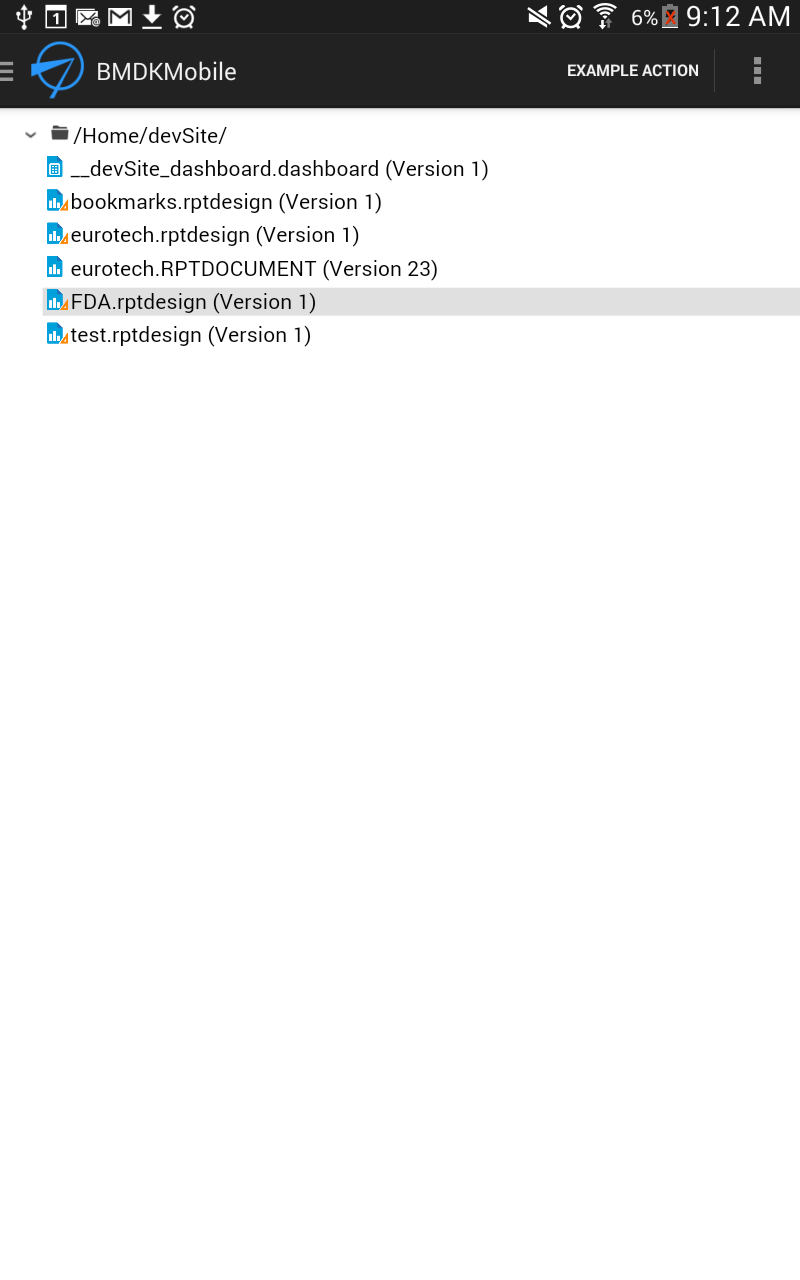 1 @ 6% 9:12 AM
BMDKMobile EXAMPLE ACTION
/Home/devSite/
__devSite_dashboard.dashboard (Version 1)
bookmarks.rptdesign (Version 1)
eurotech.rptdesign (Version 1)
eurotech.RPTDOCUMENT (Version 23)
FDA.rptdesign (Version 1)
test.rptdesign (Version 1)